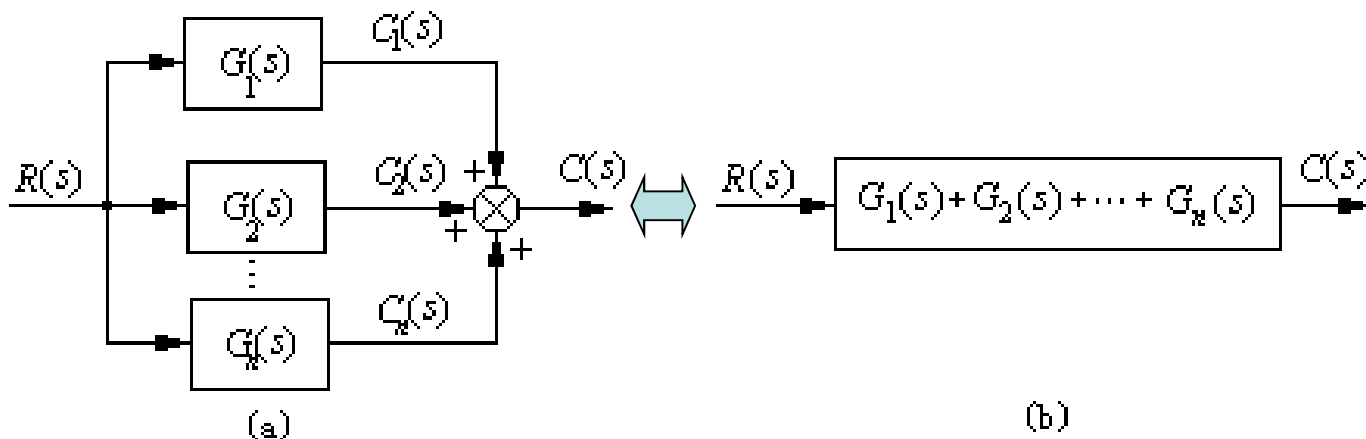 C₁(s)
G₁(s)
R(s)
+
C₂(s)
C(s)
G₂(s)
+
+
⋮
Cₙ(s)
Gₙ(s)
(a)
R(s)
G₁(s)+G₂(s)+⋯+Gₙ(s)
C(s)
(b)